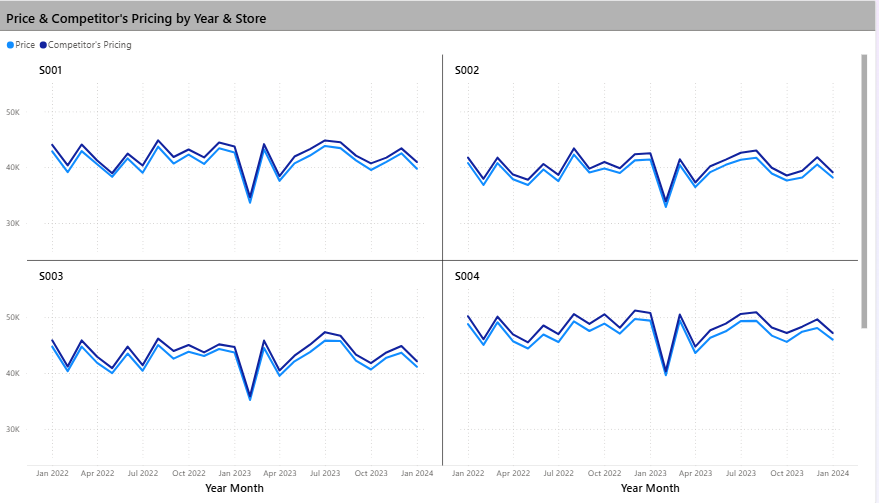 Price & Competitor's Pricing by Year & Store
Price Competitor's Pricing
S001
S002
50K
40K
30K
S003
S004
50K
40K
30K
Jan 2022 Apr 2022 Jul 2022 Oct 2022 Jan 2023 Apr 2023 Jul 2023 Oct 2023 Jan 2024
Jan 2022 Apr 2022 Jul 2022 Oct 2022 Jan 2023 Apr 2023 Jul 2023 Oct 2023 Jan 2024
Year Month
Year Month